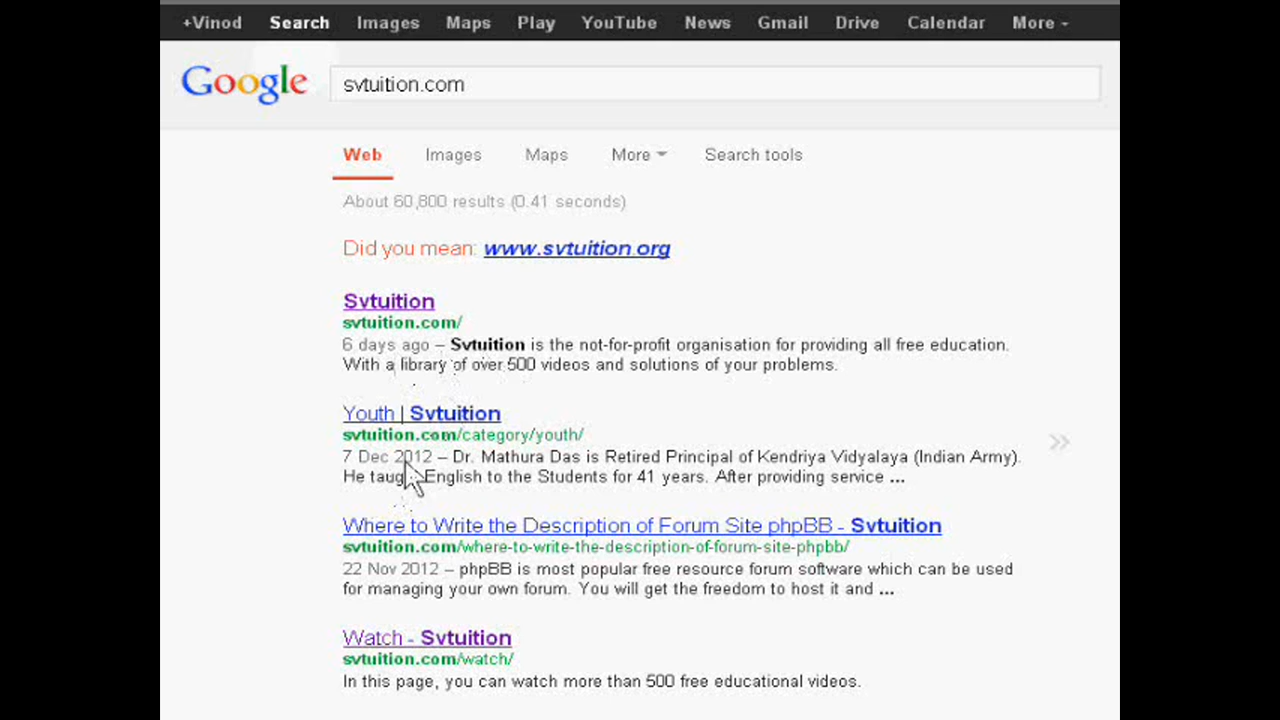 +Vinod Search Images Maps Play YouTube News Gmail Drive Calendar More
Google svtuition.com
Web Images Maps More Search tools
About 60,800 results (0.41 seconds)
Did you mean: www.svtuition.org
Svtuition
svtuition.com/
6 days ago – Svtuition is the not-for-profit organisation for providing all free education.
With a library of over 500 videos and solutions of your problems.
Youth | Svtuition
svtuition.com/category/youth/
7 Dec 2012 – Dr. Mathura Das is Retired Principal of Kendriya Vidyalaya (Indian Army).
He taug English to the Students for 41 years. After providing service ...
Where to Write the Description of Forum Site phpBB - Svtuition
svtuition.com/where-to-write-the-description-of-forum-site-phpbb/
22 Nov 2012 – phpBB is most popular free resource forum software which can be used
for managing your own forum. You will get the freedom to host it and ...
Watch - Svtuition
svtuition.com/watch/
In this page, you can watch more than 500 free educational videos.